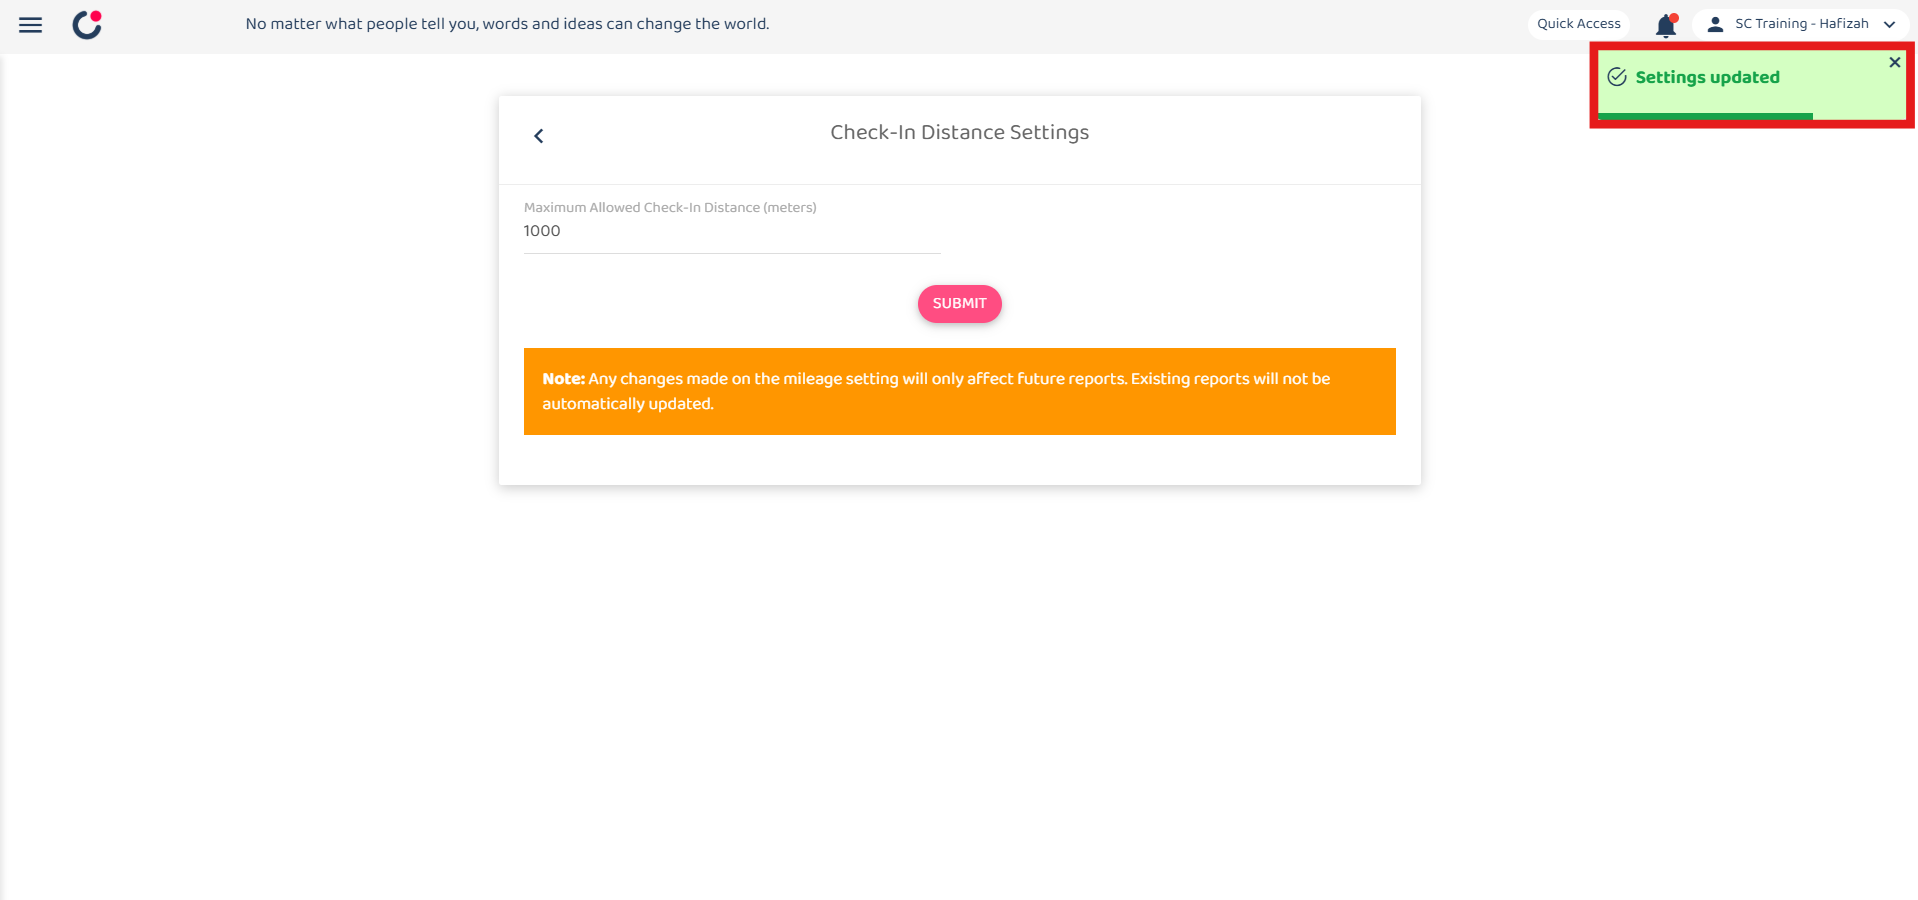 No matter what people tell you, words and ideas can change the world.
Quick Access
SC Training - Hafizah
Settings updated
Check-In Distance Settings
Maximum Allowed Check-In Distance (meters)
1000
SUBMIT
Note: Any changes made on the mileage setting will only affect future reports. Existing reports will not be
automatically updated.